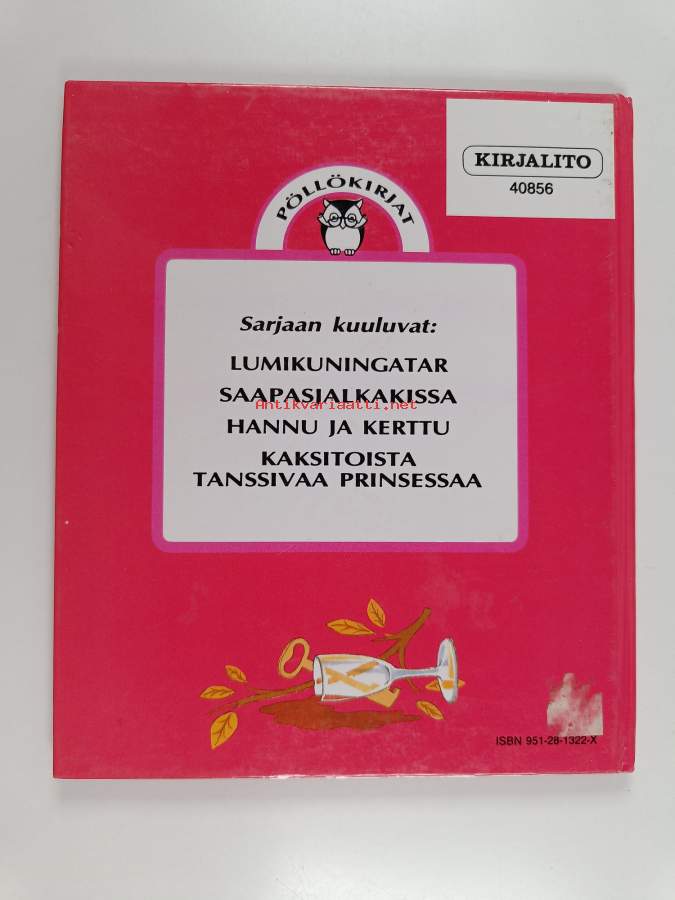 KIRJALITO
40856
PÖLLÖKIRJAT
Sarjaan kuuluvat:
LUMIKUNINGATAR
SAAPASJALKAKISSA
Antikvariaatti.net
HANNU JA KERTTU
KAKSITOISTA
TANSSIVAA PRINSESSAA
ISBN 951-28-1322-X